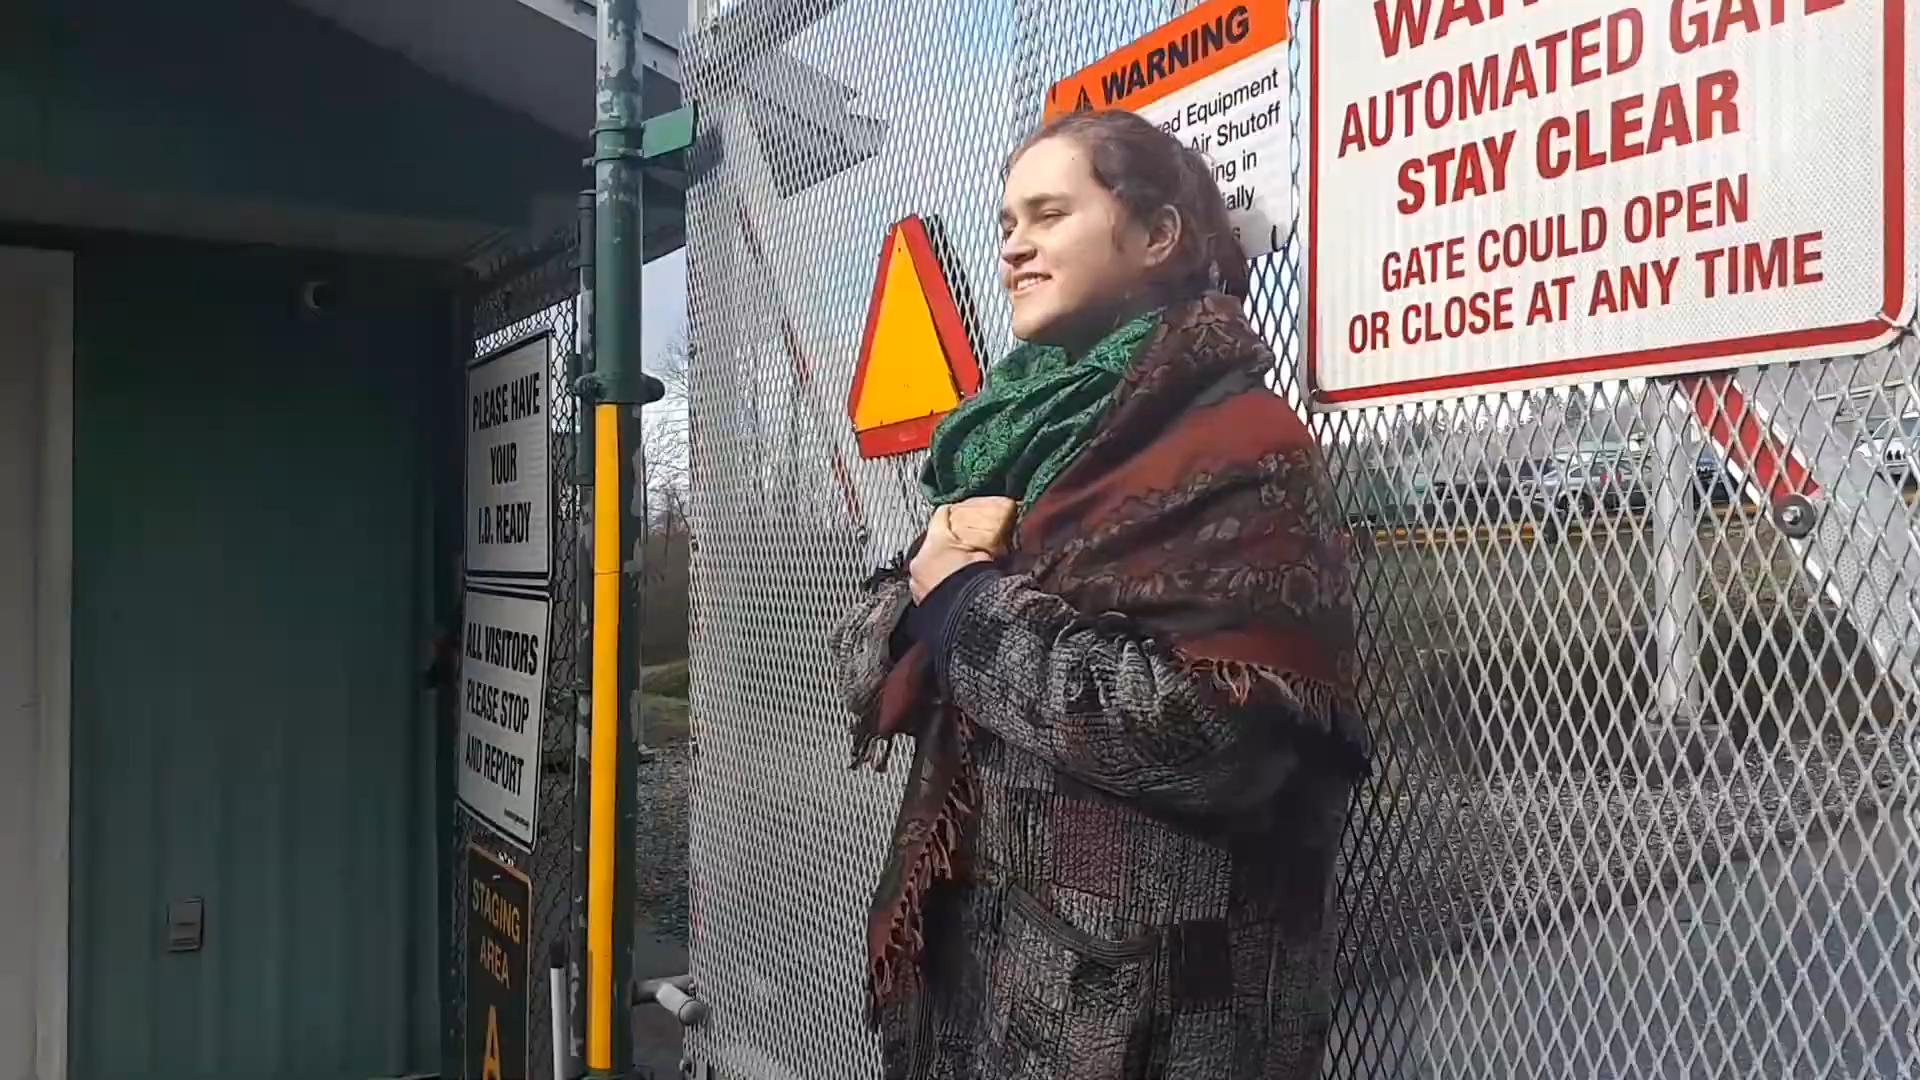 PLEASE HAVE
YOUR
I.D. READY
ALL VISITORS
PLEASE STOP
AND REPORT
STAGING
AREA
A
WARNING
Equipment
Air Shutoff
in
AUTOMATED GATE
STAY CLEAR
GATE COULD OPEN
OR CLOSE AT ANY TIME